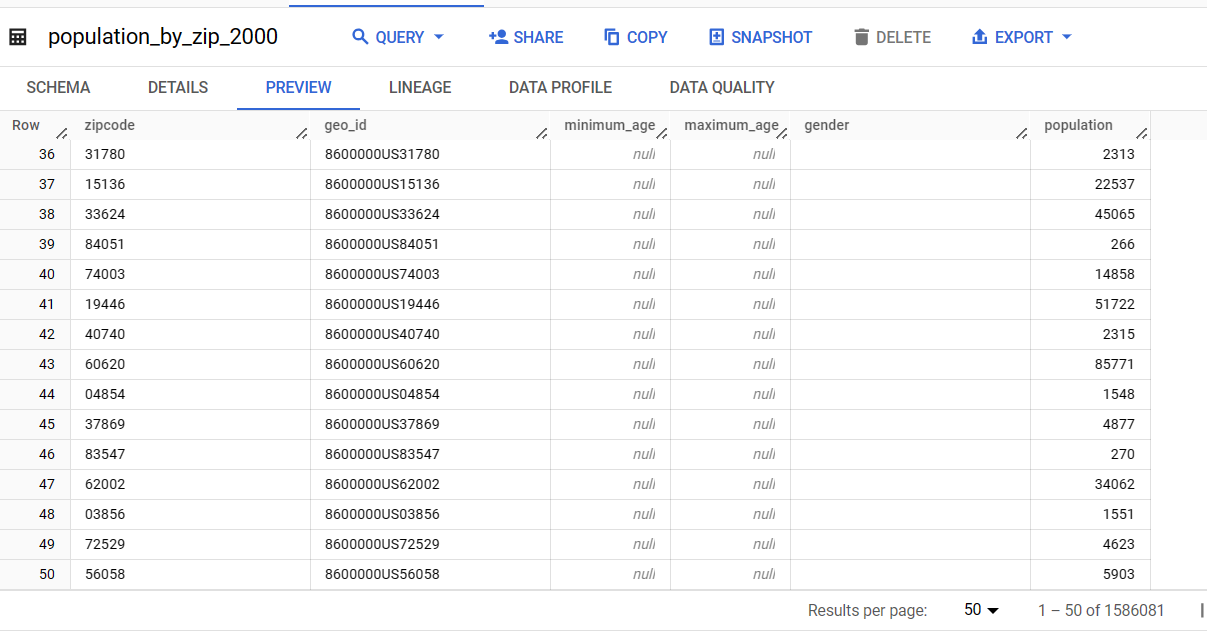 population_by_zip_2000 QUERY SHARE COPY SNAPSHOT DELETE EXPORT
SCHEMA DETAILS PREVIEW LINEAGE DATA PROFILE DATA QUALITY
Row zipcode geo_id minimum_age maximum_age gender population
36 31780 8600000US31780 null null 2313
37 15136 8600000US15136 null null 22537
38 33624 8600000US33624 null null 45065
39 84051 8600000US84051 null null 266
40 74003 8600000US74003 null null 14858
41 19446 8600000US19446 null null 51722
42 40740 8600000US40740 null null 2315
43 60620 8600000US60620 null null 85771
44 04854 8600000US04854 null null 1548
45 37869 8600000US37869 null null 4877
46 83547 8600000US83547 null null 270
47 62002 8600000US62002 null null 34062
48 03856 8600000US03856 null null 1551
49 72529 8600000US72529 null null 4623
50 56058 8600000US56058 null null 5903
Results per page: 50 1 – 50 of 1586081